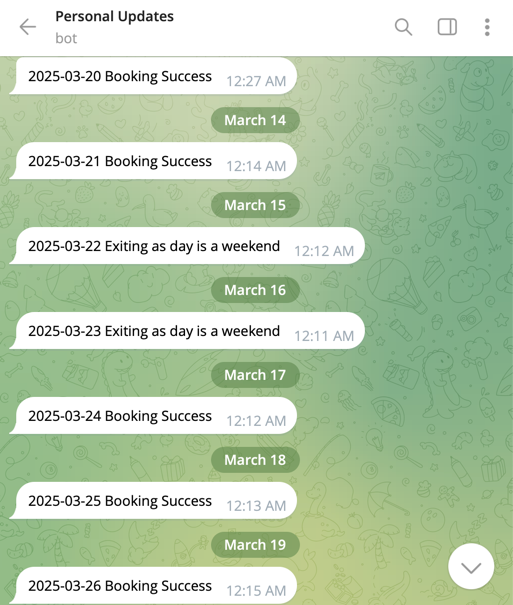 Personal Updates
bot
2025-03-20 Booking Success 12:27 AM
March 14
2025-03-21 Booking Success 12:14 AM
March 15
2025-03-22 Exiting as day is a weekend 12:12 AM
March 16
2025-03-23 Exiting as day is a weekend 12:11 AM
March 17
2025-03-24 Booking Success 12:12 AM
March 18
2025-03-25 Booking Success 12:13 AM
March 19
2025-03-26 Booking Success 12:15 AM